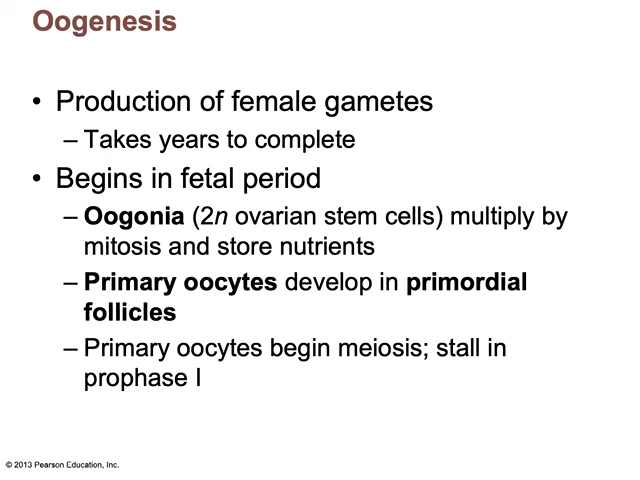 Oogenesis
• Production of female gametes
– Takes years to complete
• Begins in fetal period
– Oogonia (2n ovarian stem cells) multiply by
mitosis and store nutrients
– Primary oocytes develop in primordial
follicles
– Primary oocytes begin meiosis; stall in
prophase I
© 2013 Pearson Education, Inc.